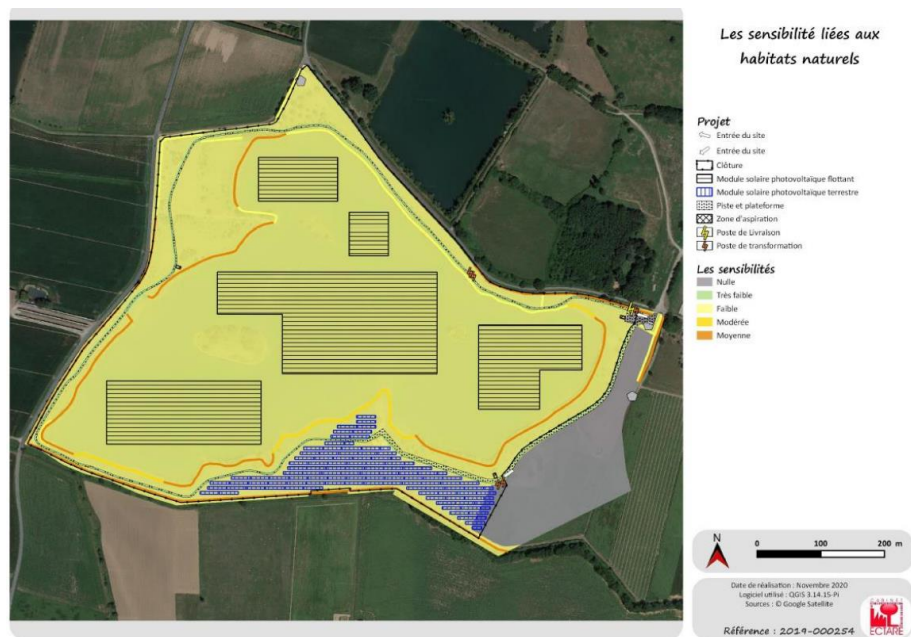 Les sensibilité liées aux
habitats naturels
Projet
Entrée du site
Entrée du site
Clôture
Module solaire photovoltaïque flottant
Module solaire photovoltaïque terrestre
Piste et plateforme
Zone d'aspiration
Poste de Livraison
Poste de transformation
Les sensibilités
Nulle
Très faible
Faible
Modérée
Moyenne
N
0 100 200 m
Date de réalisation : Novembre 2020
Logiciel utilisé : QGIS 3.14.15-Pi
Sources : © Google Satellite
Référence : 2019-000254
CABINET
ECTARE